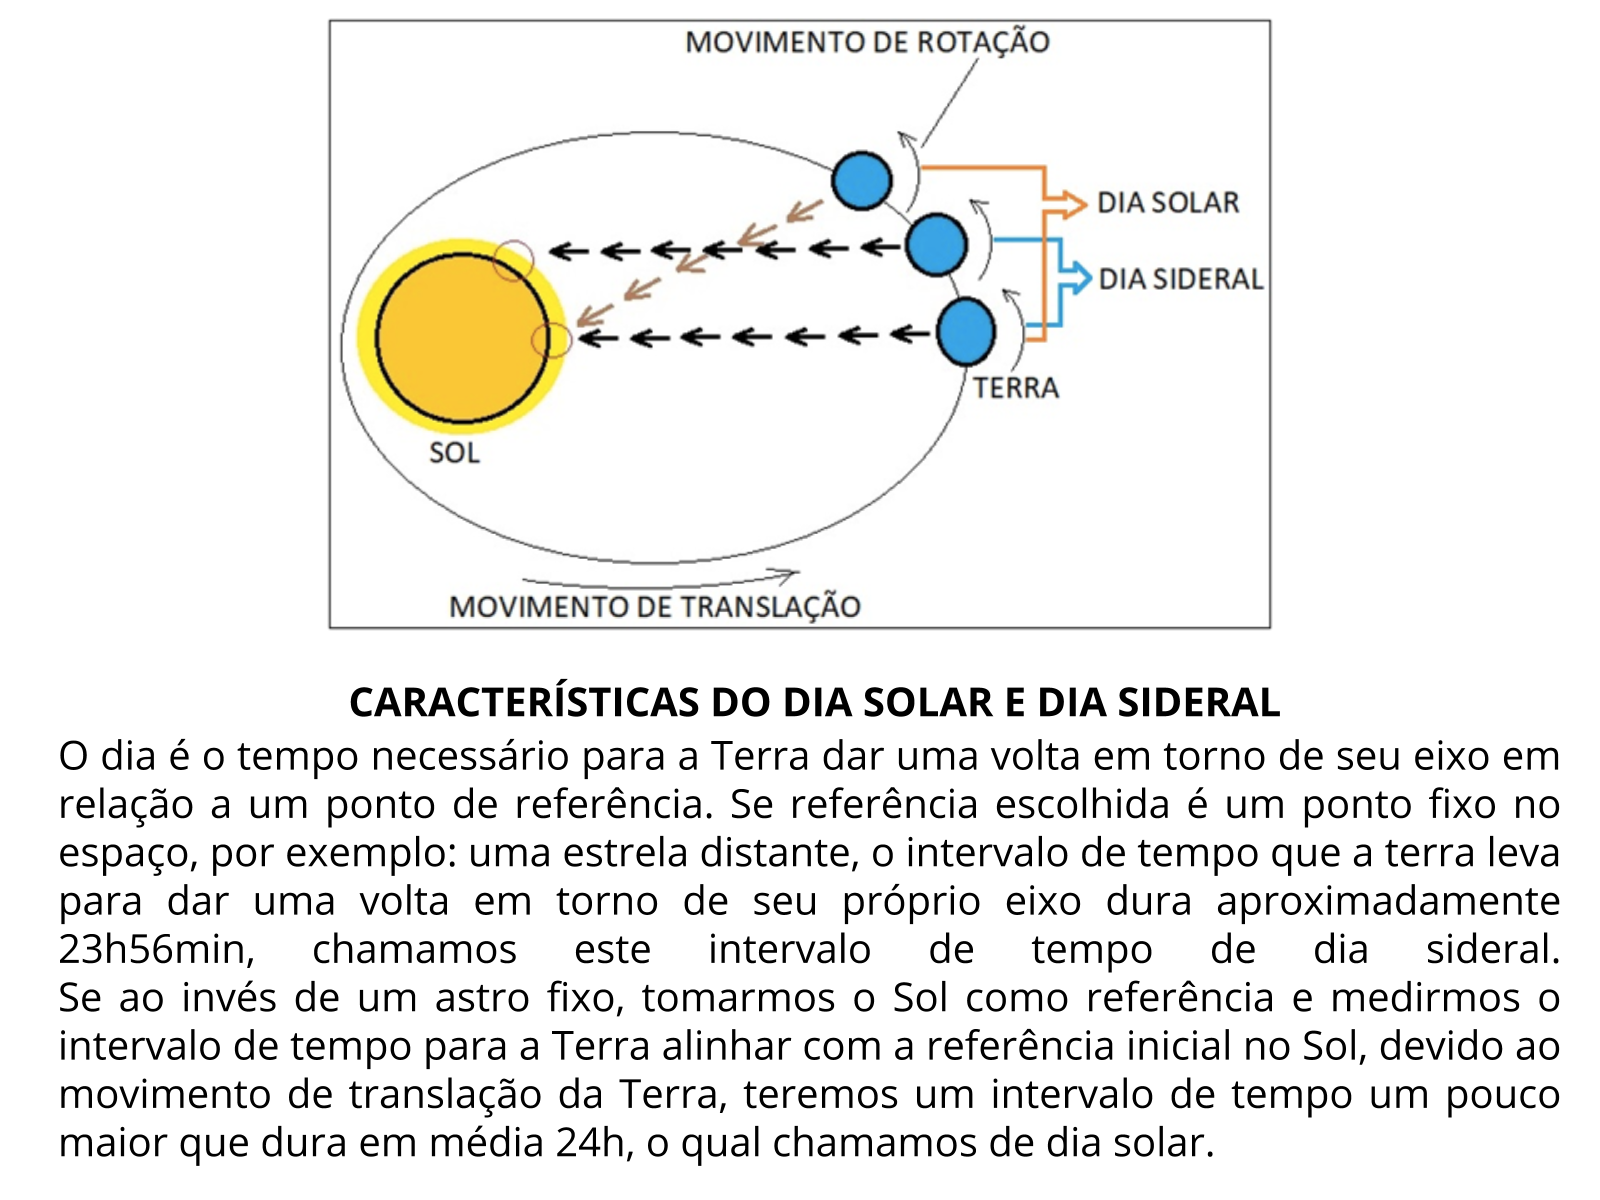 MOVIMENTO DE ROTAÇÃO
DIA SOLAR
DIA SIDERAL
TERRA
SOL
MOVIMENTO DE TRANSLAÇÃO
CARACTERÍSTICAS DO DIA SOLAR E DIA SIDERAL
O dia é o tempo necessário para a Terra dar uma volta em torno de seu eixo em
relação a um ponto de referência. Se referência escolhida é um ponto fixo no
espaço, por exemplo: uma estrela distante, o intervalo de tempo que a terra leva
para dar uma volta em torno de seu próprio eixo dura aproximadamente
23h56min, chamamos este intervalo de tempo de dia sideral.
Se ao invés de um astro fixo, tomarmos o Sol como referência e medirmos o
intervalo de tempo para a Terra alinhar com a referência inicial no Sol, devido ao
movimento de translação da Terra, teremos um intervalo de tempo um pouco
maior que dura em média 24h, o qual chamamos de dia solar.